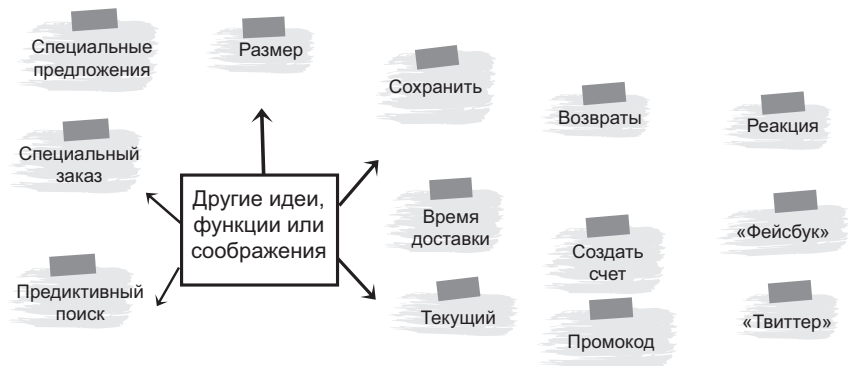 Специальные
предложения
Размер
Сохранить
Возвраты
Реакция
Специальный
заказ
Другие идеи,
функции или
соображения
Время
доставки
Создать
счет
«Фейсбук»
Предиктивный
поиск
Текущий
Промокод
«Твиттер»